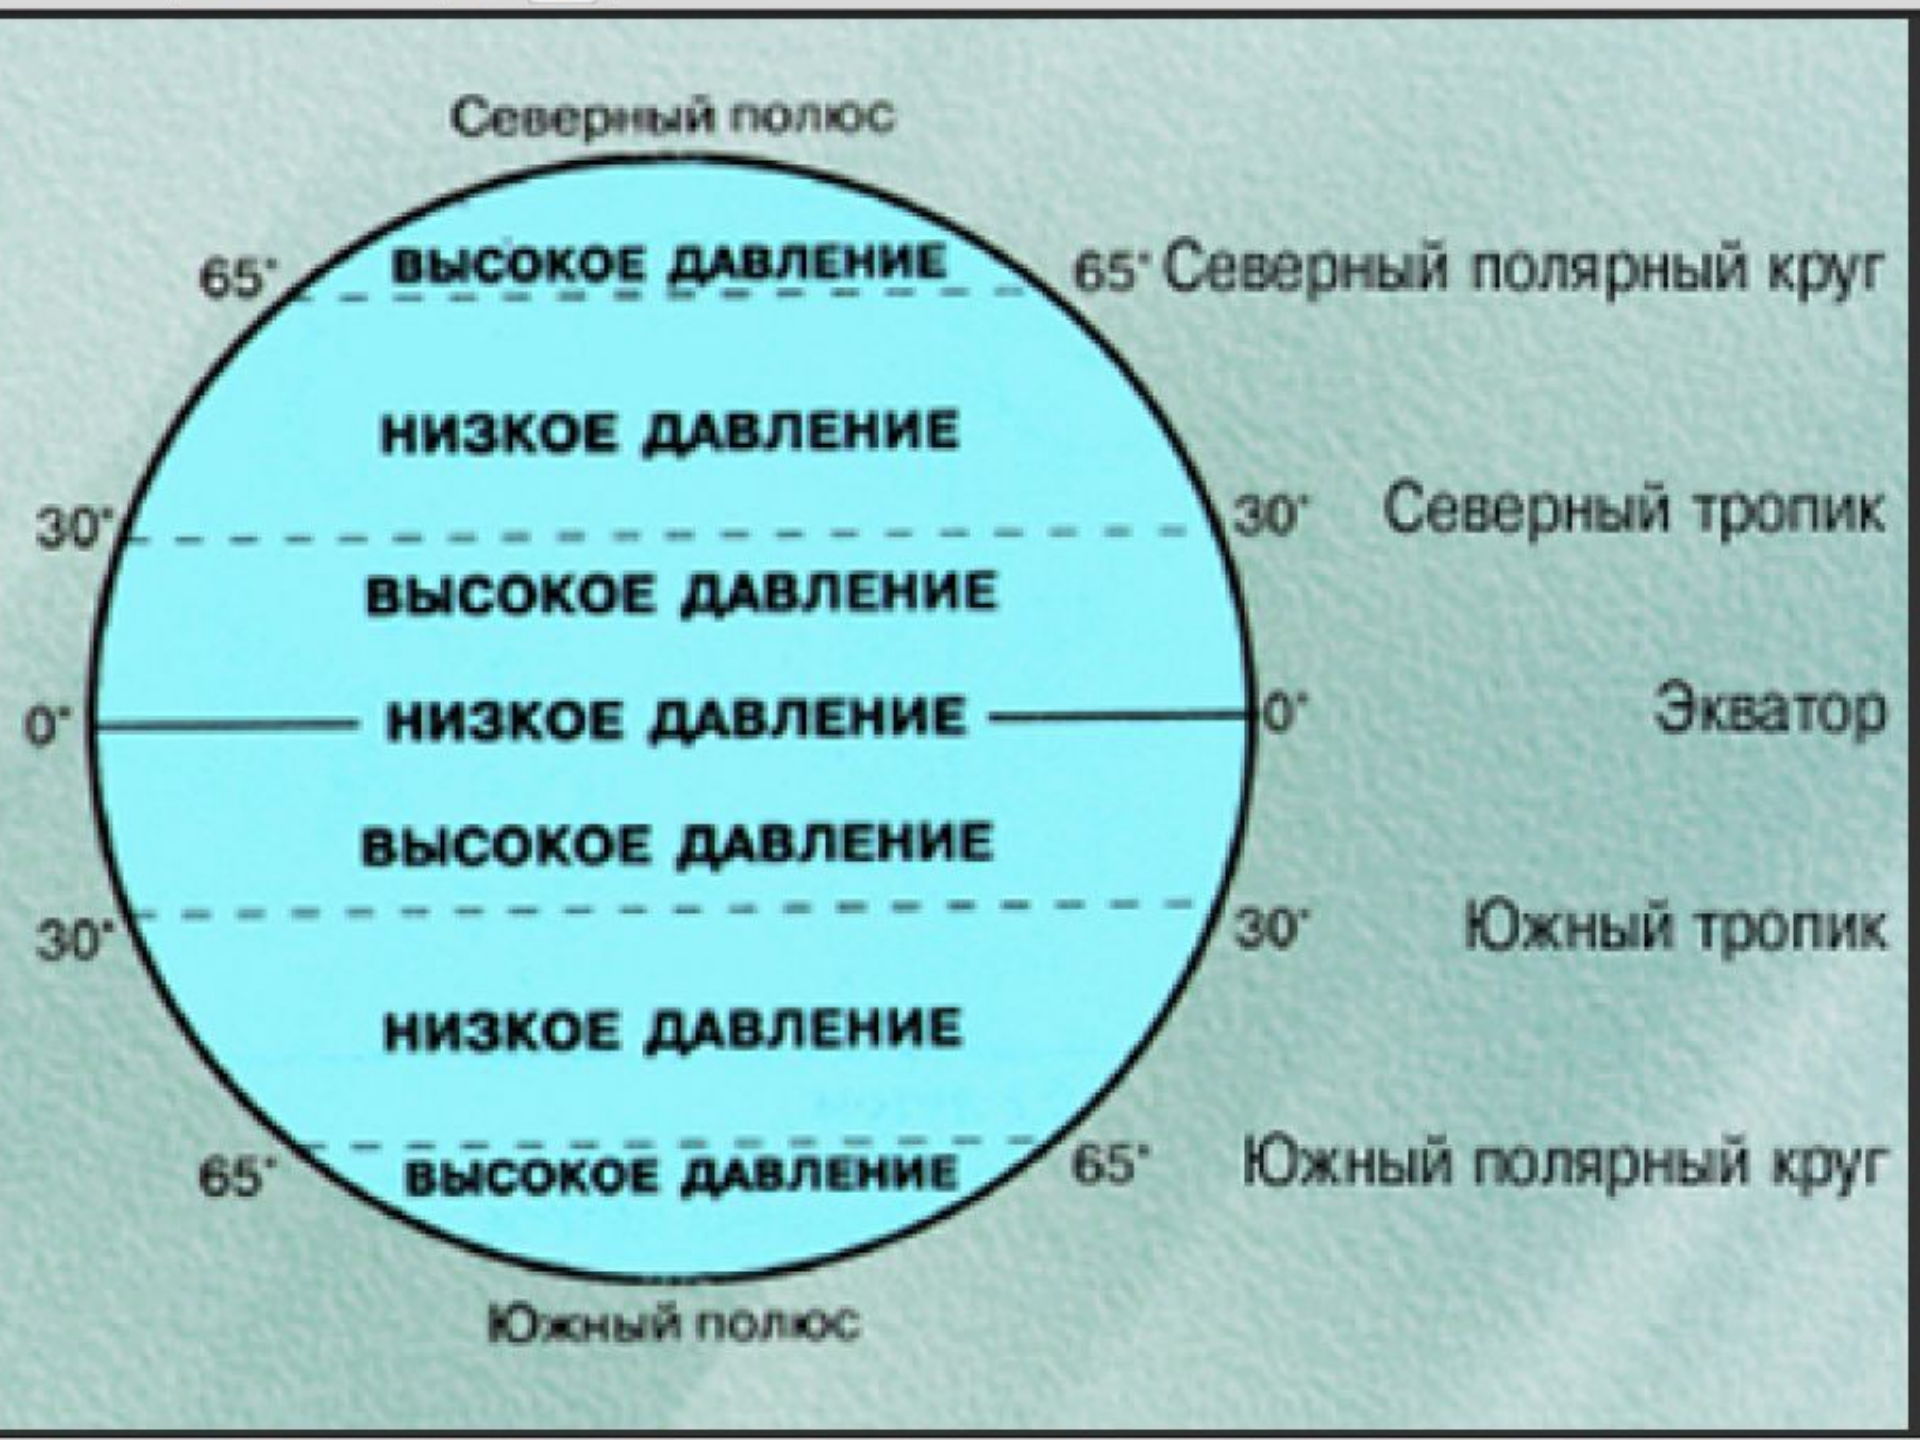 Северный полюс
65° ВЫСОКОЕ ДАВЛЕНИЕ 65° Северный полярный круг
НИЗКОЕ ДАВЛЕНИЕ
30° 30° Северный тропик
ВЫСОКОЕ ДАВЛЕНИЕ
0° НИЗКОЕ ДАВЛЕНИЕ 0° Экватор
ВЫСОКОЕ ДАВЛЕНИЕ
30° 30° Южный тропик
НИЗКОЕ ДАВЛЕНИЕ
65° ВЫСОКОЕ ДАВЛЕНИЕ 65° Южный полярный круг
Южный полюс